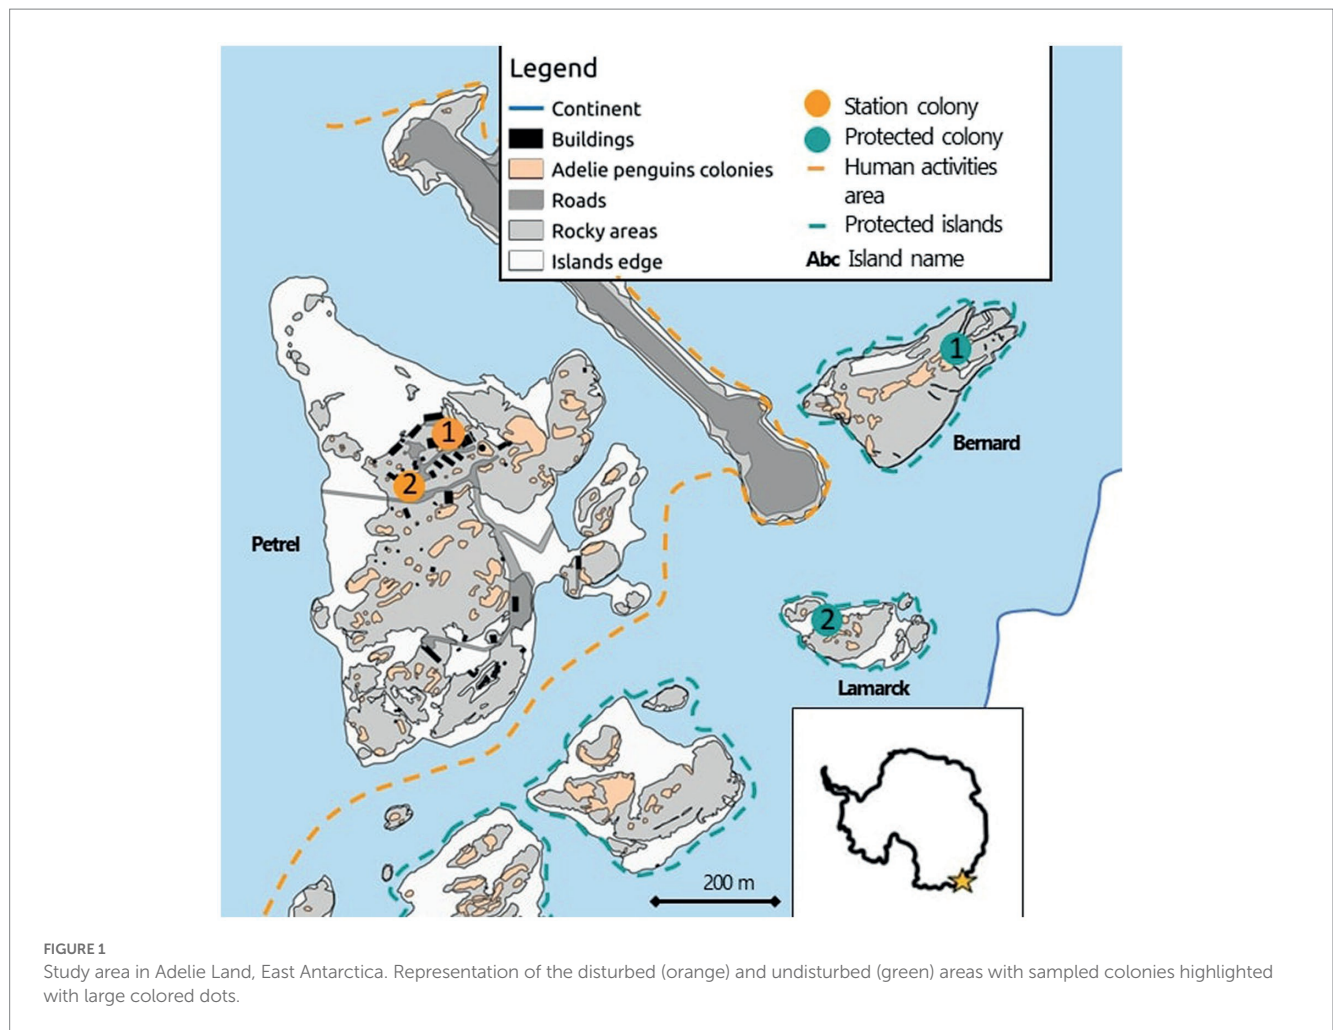 Legend
Continent
Buildings
Adelie penguins colonies
Roads
Rocky areas
Islands edge
Station colony
Protected colony
Human activities
area
Protected islands
Abc Island name
1
Bernard
1
2
Petrel
2
Lamarck
200 m
FIGURE 1
Study area in Adelie Land, East Antarctica. Representation of the disturbed (orange) and undisturbed (green) areas with sampled colonies highlighted
with large colored dots.